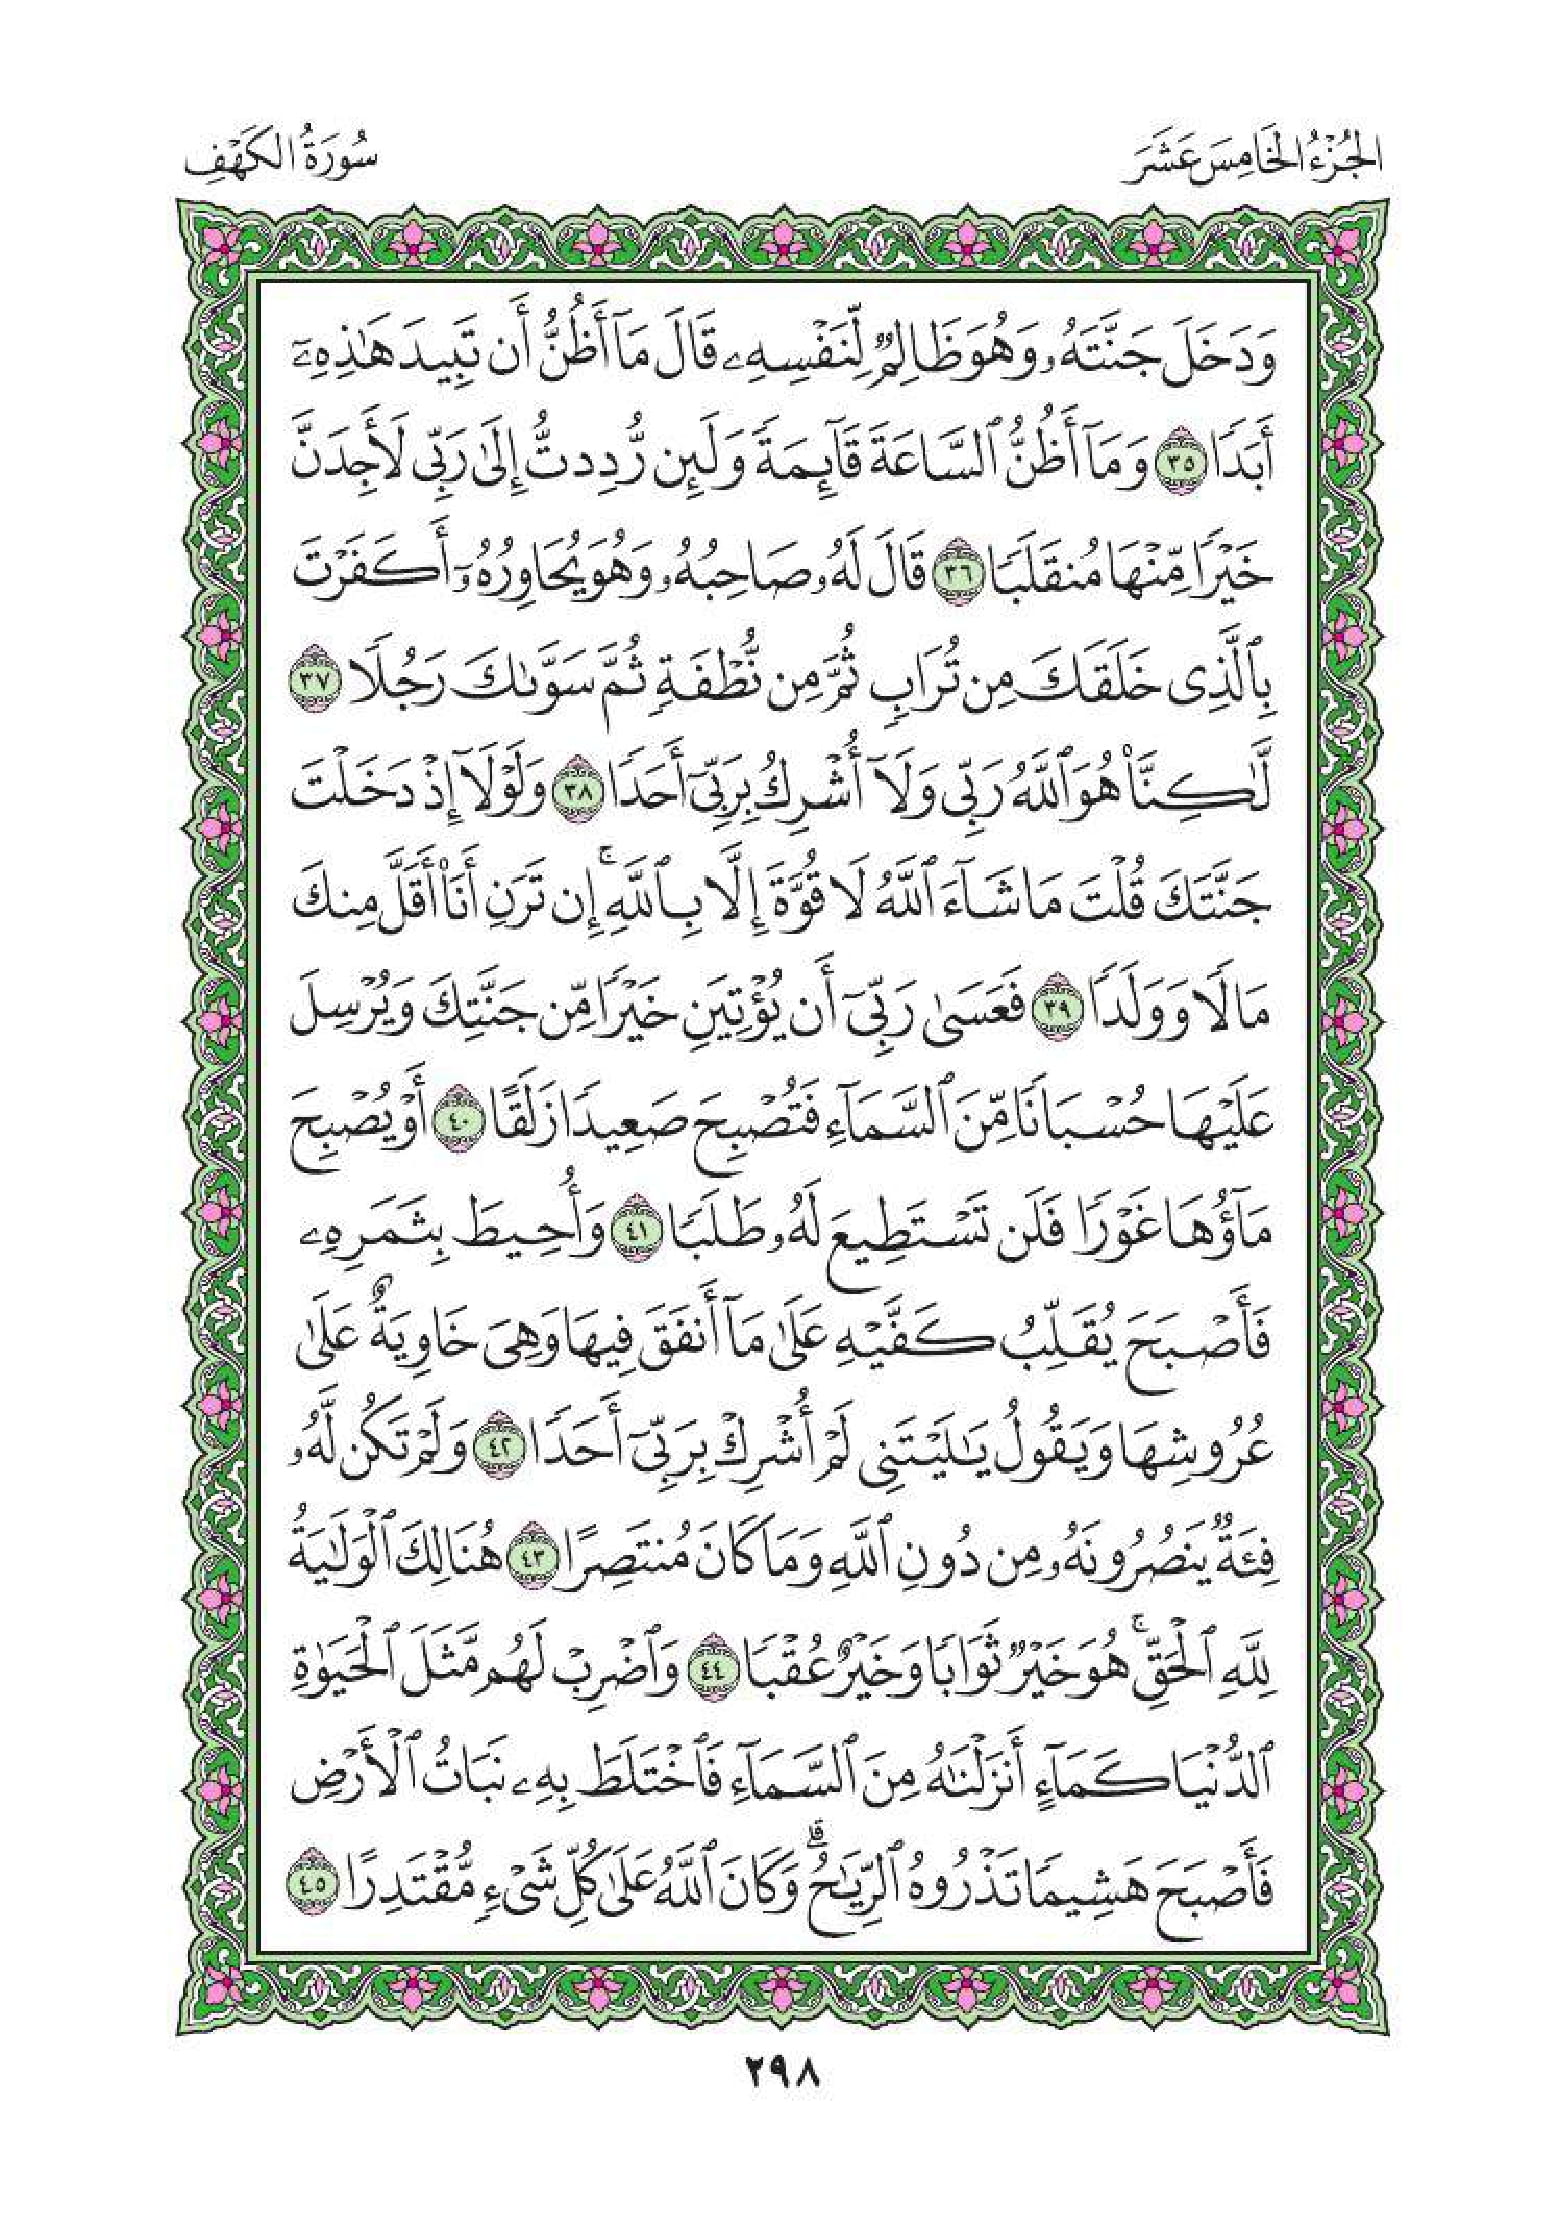 الجُزْءُ الخَامِسَ عَشَرَ
سُورَةُ الكَهْفِ
وَدَخَلَ جَنَّتَهُۥ وَهُوَ ظَالِمٌ لِّنَفْسِهِۦ قَالَ مَآ أَظُنُّ أَن تَبِيدَ هَٰذِهِۦٓ
أَبَدًا ٣٥ وَمَآ أَظُنُّ ٱلسَّاعَةَ قَآئِمَةً وَلَئِن رُّدِدتُّ إِلَىٰ رَبِّى لَأَجِدَنَّ
خَيْرًا مِّنْهَا مُنقَلَبًا ٣٦ قَالَ لَهُۥ صَاحِبُهُۥ وَهُوَ يُحَاوِرُهُۥٓ أَكَفَرْتَ
بِٱلَّذِى خَلَقَكَ مِن تُرَابٍ ثُمَّ مِن نُّطْفَةٍ ثُمَّ سَوَّىٰكَ رَجُلًا ٣٧
لَّٰكِنَّا۠ هُوَ ٱللَّهُ رَبِّى وَلَآ أُشْرِكُ بِرَبِّىٓ أَحَدًا ٣٨ وَلَوْلَآ إِذْ دَخَلْتَ
جَنَّتَكَ قُلْتَ مَا شَآءَ ٱللَّهُ لَا قُوَّةَ إِلَّا بِٱللَّهِۚ إِن تَرَنِ أَنَا۠ أَقَلَّ مِنكَ
مَالًا وَوَلَدًا ٣٩ فَعَسَىٰ رَبِّىٓ أَن يُؤْتِيَنِ خَيْرًا مِّن جَنَّتِكَ وَيُرْسِلَ
عَلَيْهَا حُسْبَانًا مِّنَ ٱلسَّمَآءِ فَتُصْبِحَ صَعِيدًا زَلَقًا ٤٠ أَوْ يُصْبِحَ
مَآؤُهَا غَوْرًا فَلَن تَسْتَطِيعَ لَهُۥ طَلَبًا ٤١ وَأُحِيطَ بِثَمَرِهِۦ
فَأَصْبَحَ يُقَلِّبُ كَفَّيْهِ عَلَىٰ مَآ أَنفَقَ فِيهَا وَهِىَ خَاوِيَةٌ عَلَىٰ
عُرُوشِهَا وَيَقُولُ يَٰلَيْتَنِى لَمْ أُشْرِكْ بِرَبِّىٓ أَحَدًا ٤٢ وَلَمْ تَكُن لَّهُۥ
فِئَةٌ يَنصُرُونَهُۥ مِن دُونِ ٱللَّهِ وَمَا كَانَ مُنتَصِرًا ٤٣ هُنَالِكَ ٱلْوَلَٰيَةُ
لِلَّهِ ٱلْحَقِّۚ هُوَ خَيْرٌ ثَوَابًا وَخَيْرٌ عُقْبًا ٤٤ وَٱضْرِبْ لَهُم مَّثَلَ ٱلْحَيَوٰةِ
ٱلدُّنْيَا كَمَآءٍ أَنزَلْنَٰهُ مِنَ ٱلسَّمَآءِ فَٱخْتَلَطَ بِهِۦ نَبَاتُ ٱلْأَرْضِ
فَأَصْبَحَ هَشِيمًا تَذْرُوهُ ٱلرِّيَٰحُۗ وَكَانَ ٱللَّهُ عَلَىٰ كُلِّ شَىْءٍ مُّقْتَدِرًا ٤٥
٢٩٨